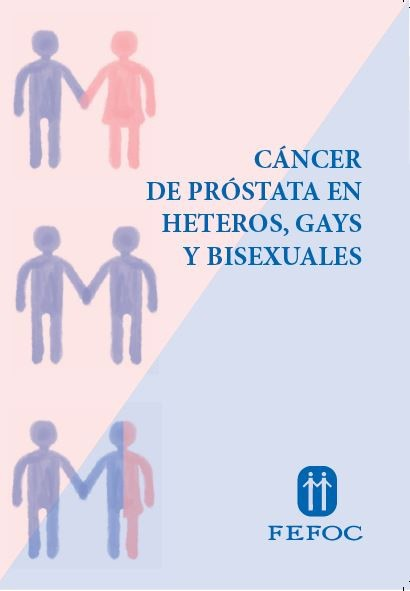 CÁNCER
DE PRÓSTATA EN
HETEROS, GAYS
Y BISEXUALES
FEFOC